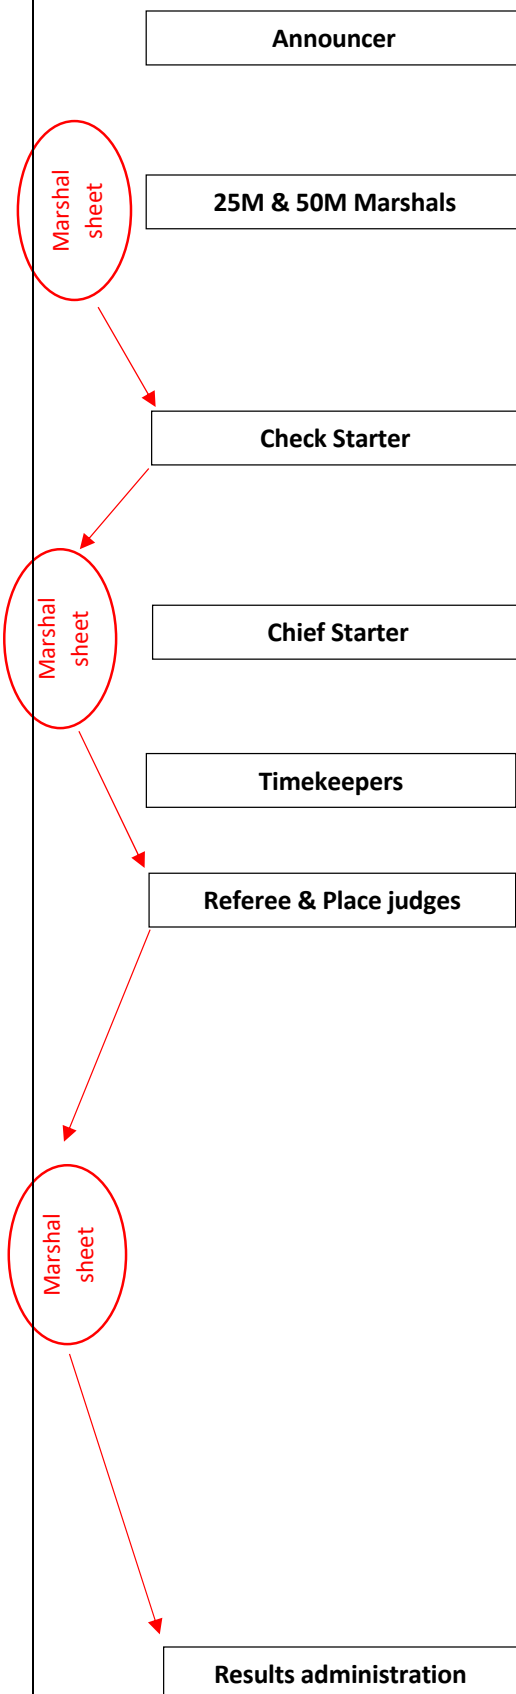 Announcer
Marshal
sheet
25M & 50M Marshals
Check Starter
Marshal
sheet
Chief Starter
Timekeepers
Referee & Place judges
Marshal
sheet
Results administration